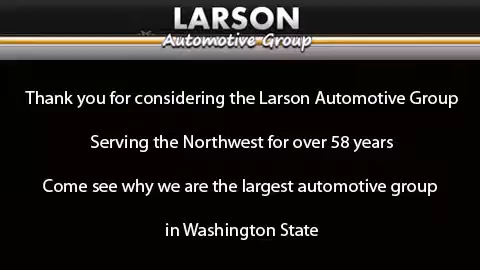 LARSON
Automotive Group
Thank you for considering the Larson Automotive Group
Serving the Northwest for over 58 years
Come see why we are the largest automotive group
in Washington State